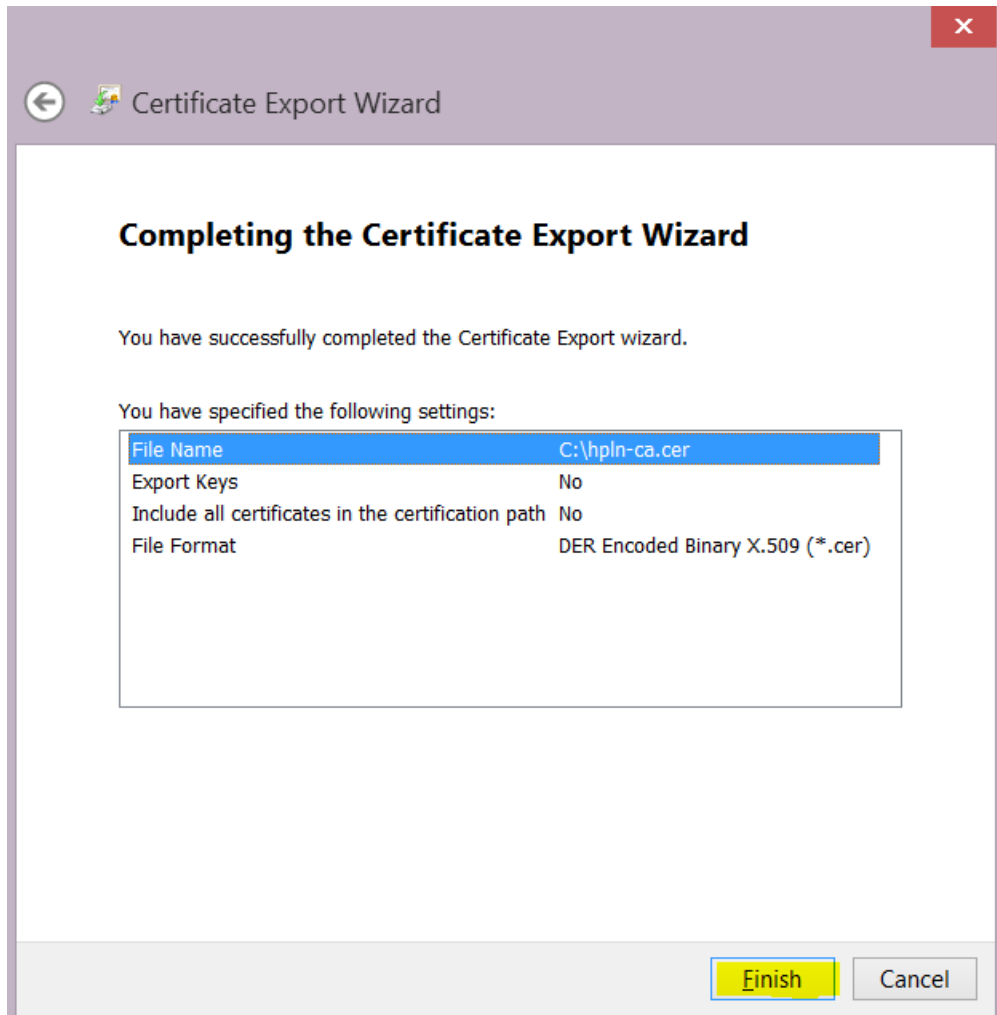 Certificate Export Wizard
Completing the Certificate Export Wizard
You have successfully completed the Certificate Export wizard.
You have specified the following settings:
File Name C:\hpln-ca.cer
Export Keys No
Include all certificates in the certification path No
File Format DER Encoded Binary X.509 (*.cer)
Finish Cancel